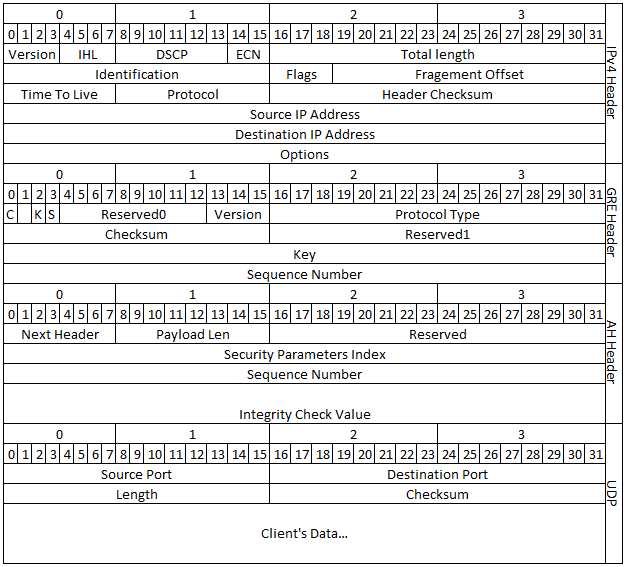 0 1 2 3
0 1 2 3 4 5 6 7 8 9 10 11 12 13 14 15 16 17 18 19 20 21 22 23 24 25 26 27 28 29 30 31
Version IHL DSCP ECN Total length
Identification Flags Fragement Offset
Time To Live Protocol Header Checksum
Source IP Address
Destination IP Address
Options
IPv4 Header
0 1 2 3
0 1 2 3 4 5 6 7 8 9 10 11 12 13 14 15 16 17 18 19 20 21 22 23 24 25 26 27 28 29 30 31
C K S Reserved0 Version Protocol Type
Checksum Reserved1
Key
Sequence Number
GRE Header
0 1 2 3
0 1 2 3 4 5 6 7 8 9 10 11 12 13 14 15 16 17 18 19 20 21 22 23 24 25 26 27 28 29 30 31
Next Header Payload Len Reserved
Security Parameters Index
Sequence Number
Integrity Check Value
AH Header
0 1 2 3
0 1 2 3 4 5 6 7 8 9 10 11 12 13 14 15 16 17 18 19 20 21 22 23 24 25 26 27 28 29 30 31
Source Port Destination Port
Length Checksum
Client's Data...
UDP